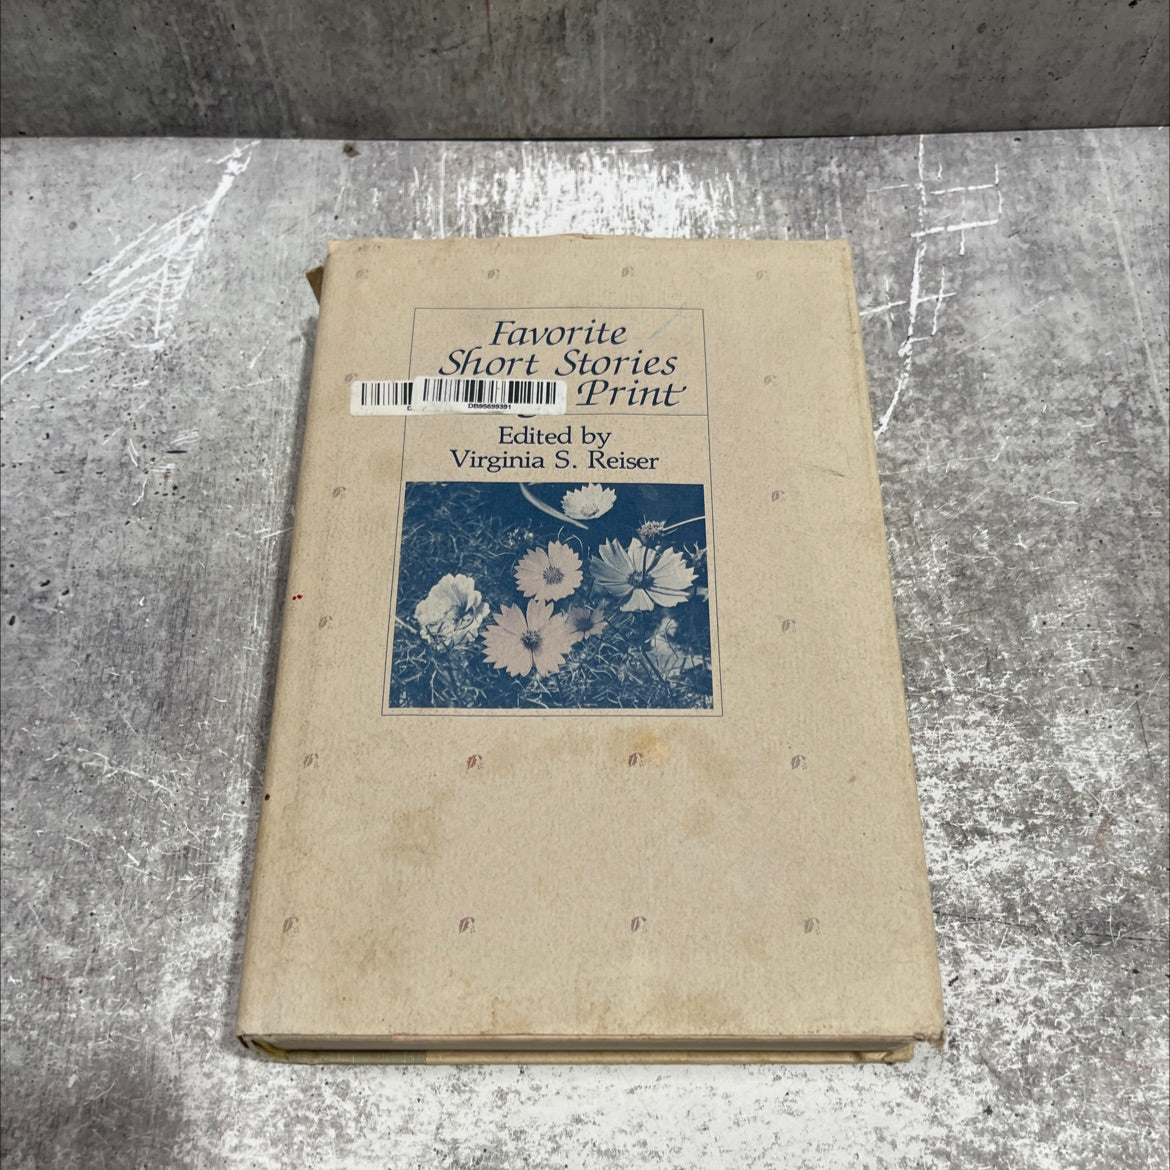 Favorite
Short Stories
Print
DB95699391
Edited by
Virginia S. Reiser